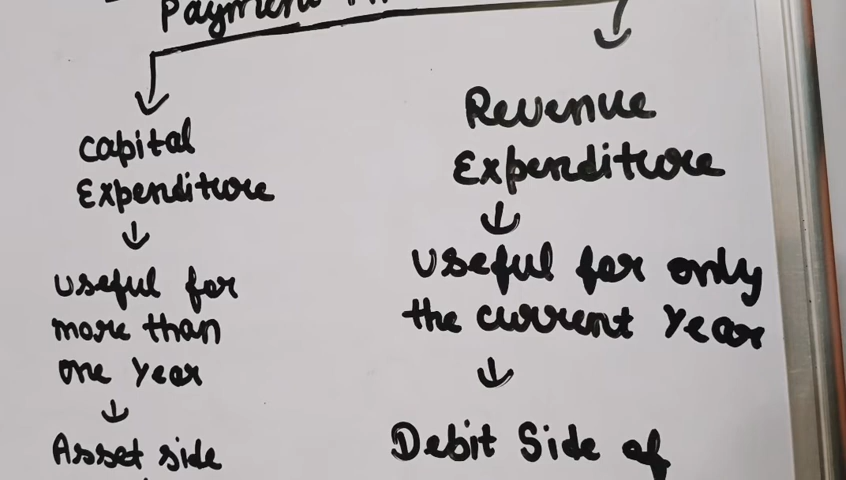 Payment
Capital
Expenditure
↓
Useful for
more than
one Year
↓
Asset side
Revenue
Expenditure
↓
Useful for only
the current Year
↓
Debit Side of